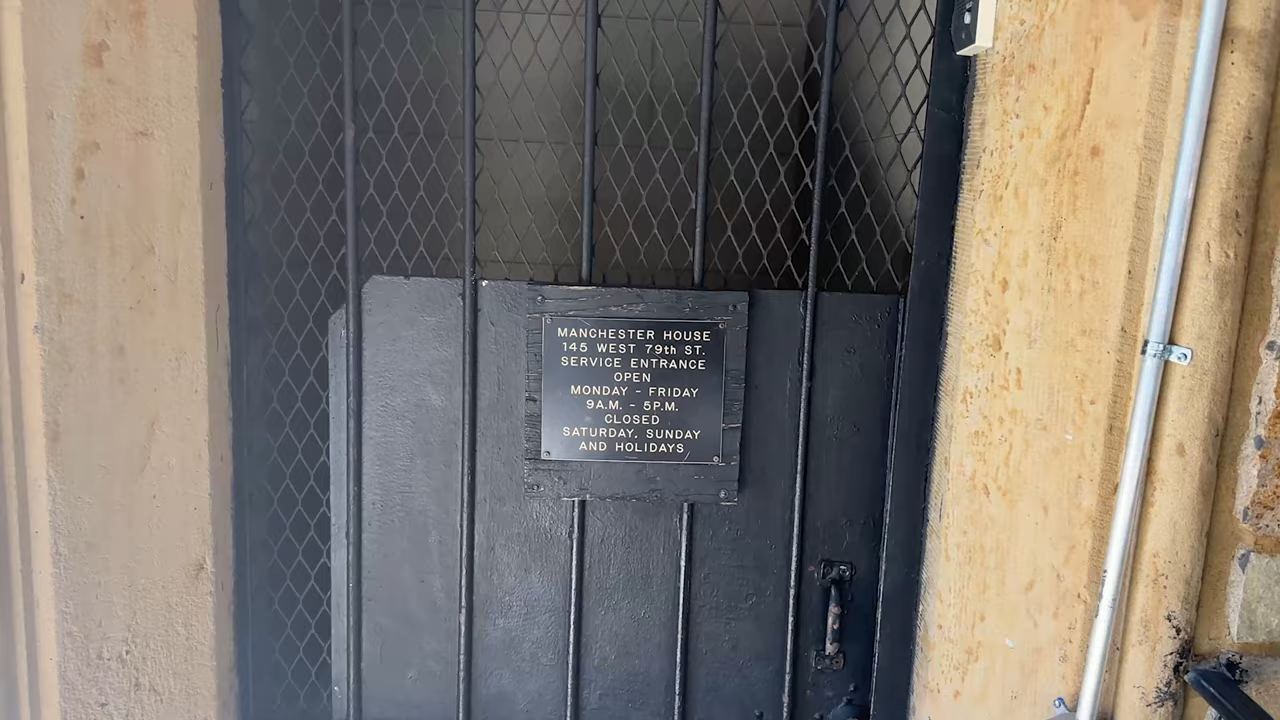 MANCHESTER HOUSE
145 WEST 79th ST.
SERVICE ENTRANCE
OPEN
MONDAY - FRIDAY
9A.M. - 5P.M.
CLOSED
SATURDAY, SUNDAY
AND HOLIDAYS